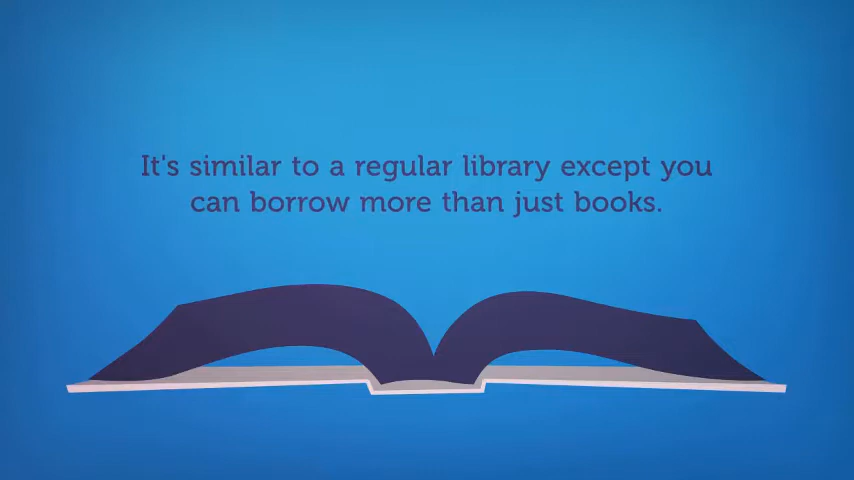 It's similar to a regular library except you
can borrow more than just books.